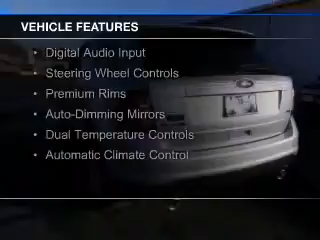 VEHICLE FEATURES
• Digital Audio Input
• Steering Wheel Controls
• Premium Rims
• Auto-Dimming Mirrors
• Dual Temperature Controls
• Automatic Climate Control